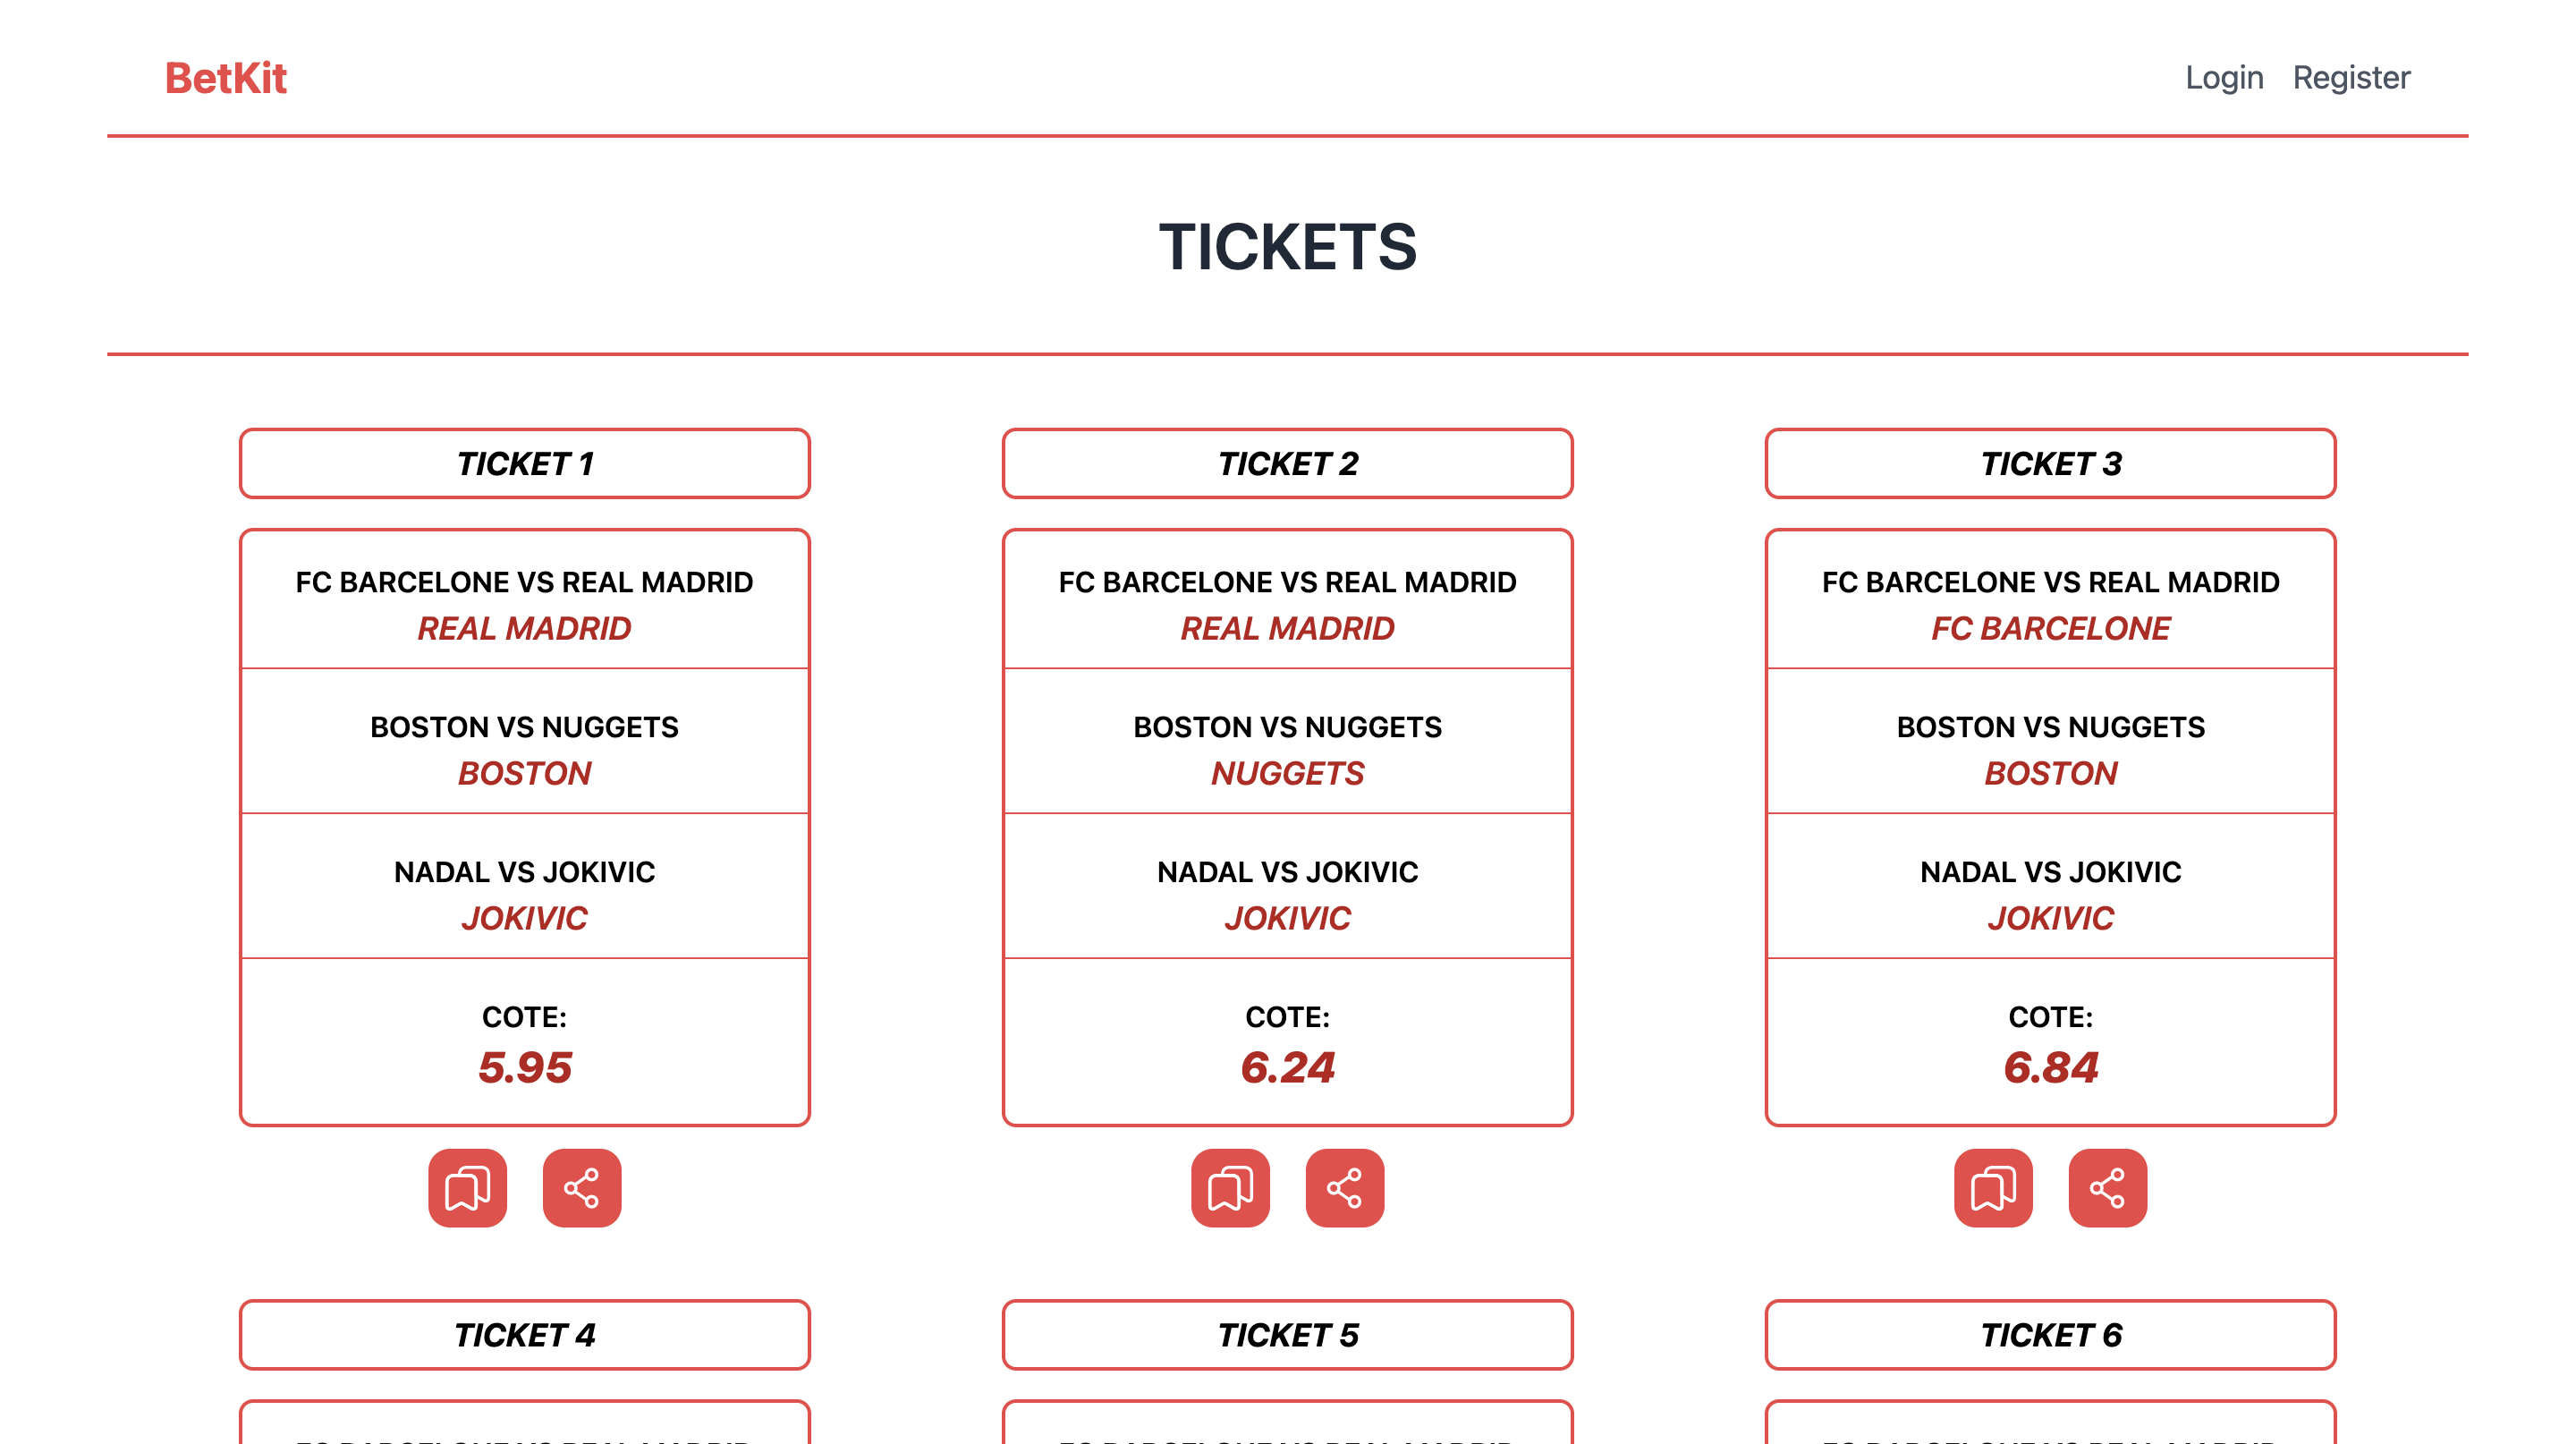 BetKit
Login Register
TICKETS
TICKET 1
FC BARCELONE VS REAL MADRID
REAL MADRID
BOSTON VS NUGGETS
BOSTON
NADAL VS JOKIVIC
JOKIVIC
COTE:
5.95
TICKET 2
FC BARCELONE VS REAL MADRID
REAL MADRID
BOSTON VS NUGGETS
NUGGETS
NADAL VS JOKIVIC
JOKIVIC
COTE:
6.24
TICKET 3
FC BARCELONE VS REAL MADRID
FC BARCELONE
BOSTON VS NUGGETS
BOSTON
NADAL VS JOKIVIC
JOKIVIC
COTE:
6.84
TICKET 4
TICKET 5
TICKET 6